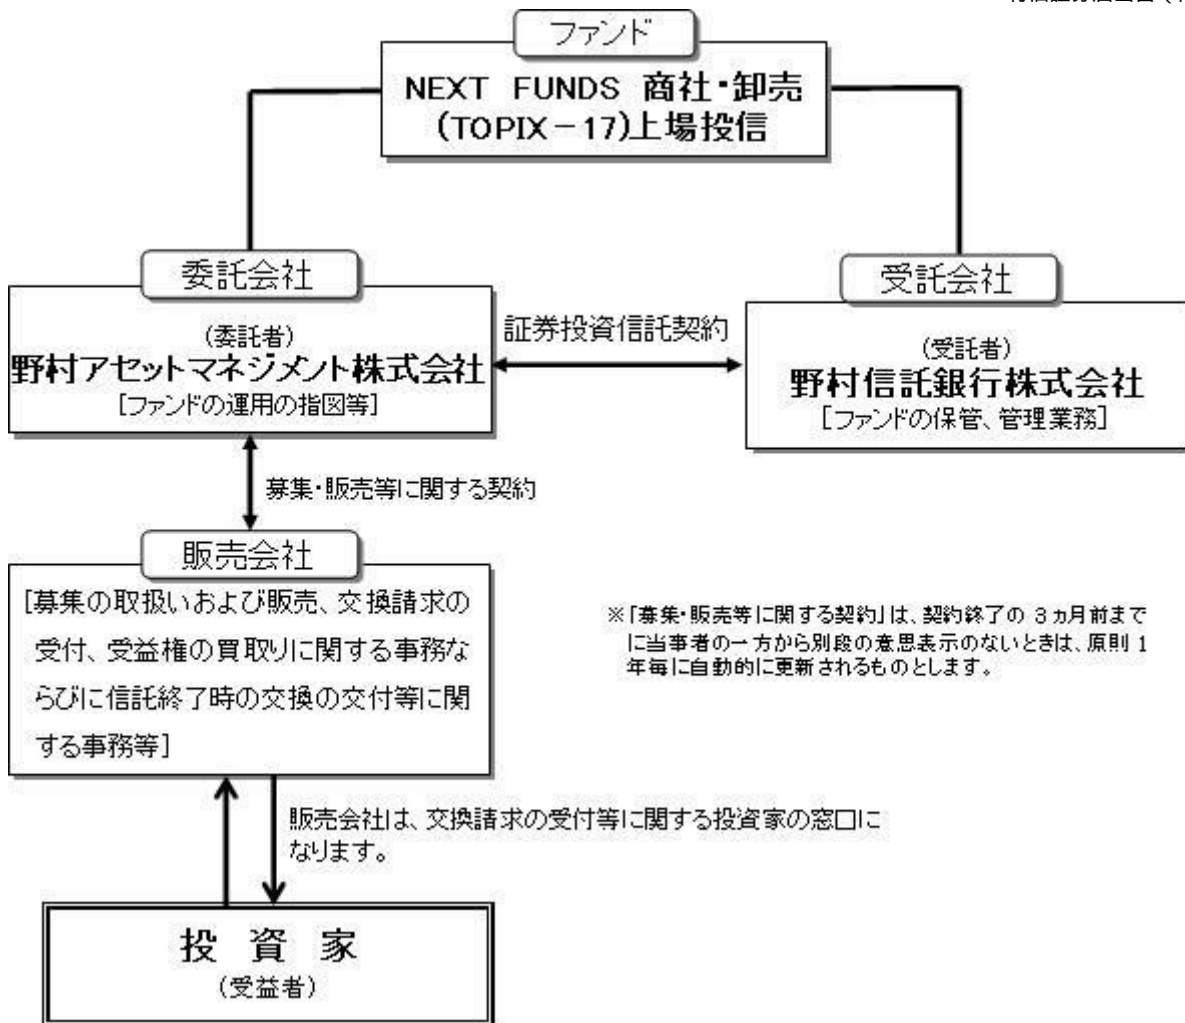 ファンド
NEXT FUNDS 商社・卸売
(TOPIX－17)上場投信
委託会社
(委託者)
野村アセットマネジメント株式会社
[ファンドの運用の指図等]
証券投資信託契約
受託会社
(受託者)
野村信託銀行株式会社
[ファンドの保管、管理業務]
募集・販売等に関する契約
販売会社
[募集の取扱いおよび販売、交換請求の
受付、受益権の買取りに関する事務な
らびに信託終了時の交換の交付等に関
する事務等]
※「募集・販売等に関する契約」は、契約終了の 3 ヵ月前まで
に当事者の一方から別段の意思表示のないときは、原則 1
年毎に自動的に更新されるものとします。
販売会社は、交換請求の受付等に関する投資家の窓口に
なります。
投 資 家
(受益者)